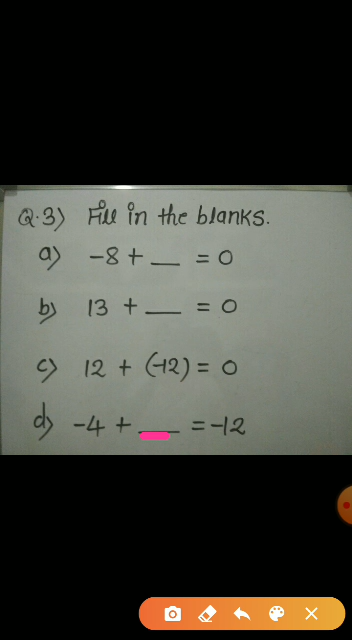 Q.3) Fill in the blanks.
a) -8 + __ = 0
b) 13 + __ = 0
c) 12 + (-12) = 0
d) -4 + __ = -12